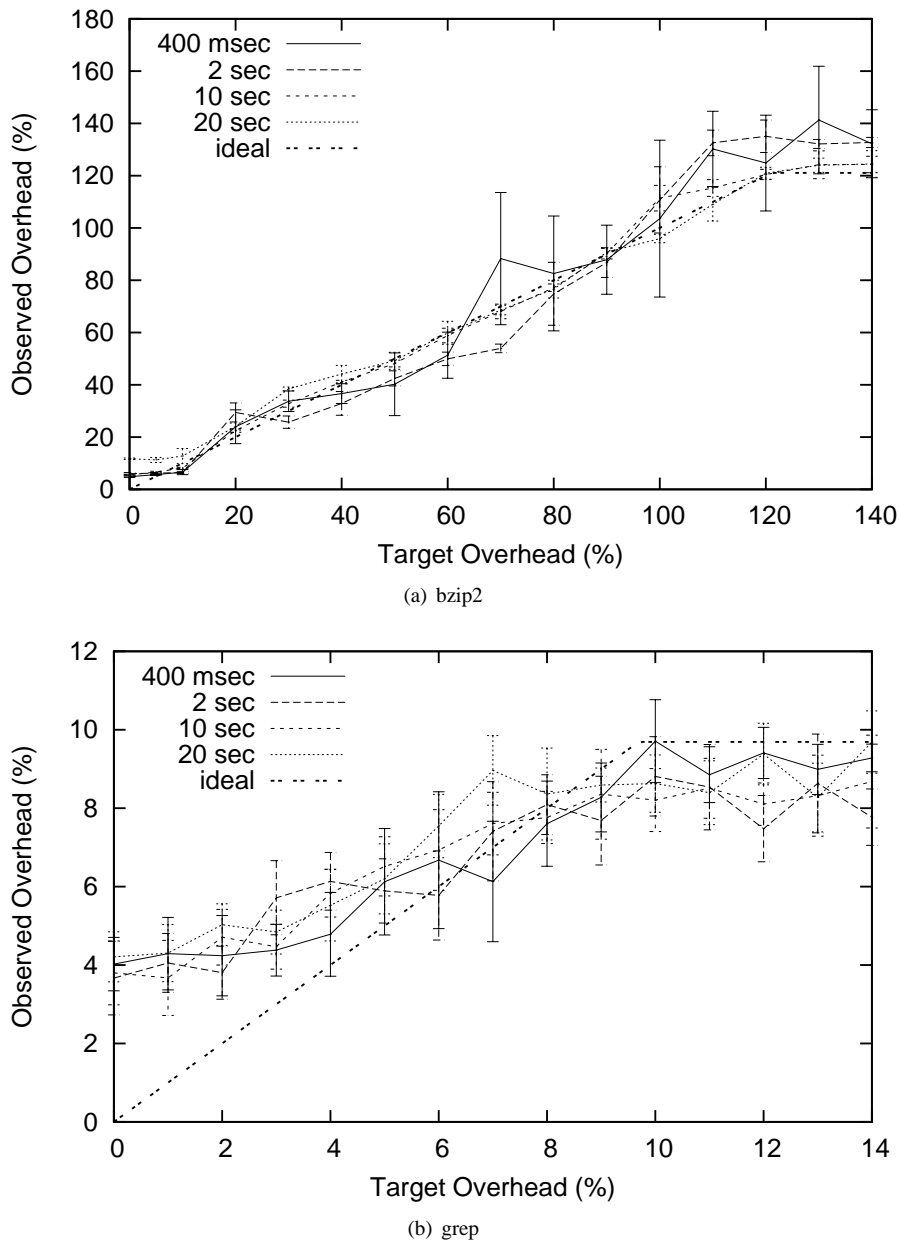 180
160
140
120
100
80
60
40
20
0
Observed Overhead (%)
400 msec
2 sec
10 sec
20 sec
ideal
0 20 40 60 80 100 120 140
Target Overhead (%)
(a) bzip2
12
10
8
6
4
2
0
Observed Overhead (%)
400 msec
2 sec
10 sec
20 sec
ideal
0 2 4 6 8 10 12 14
Target Overhead (%)
(b) grep